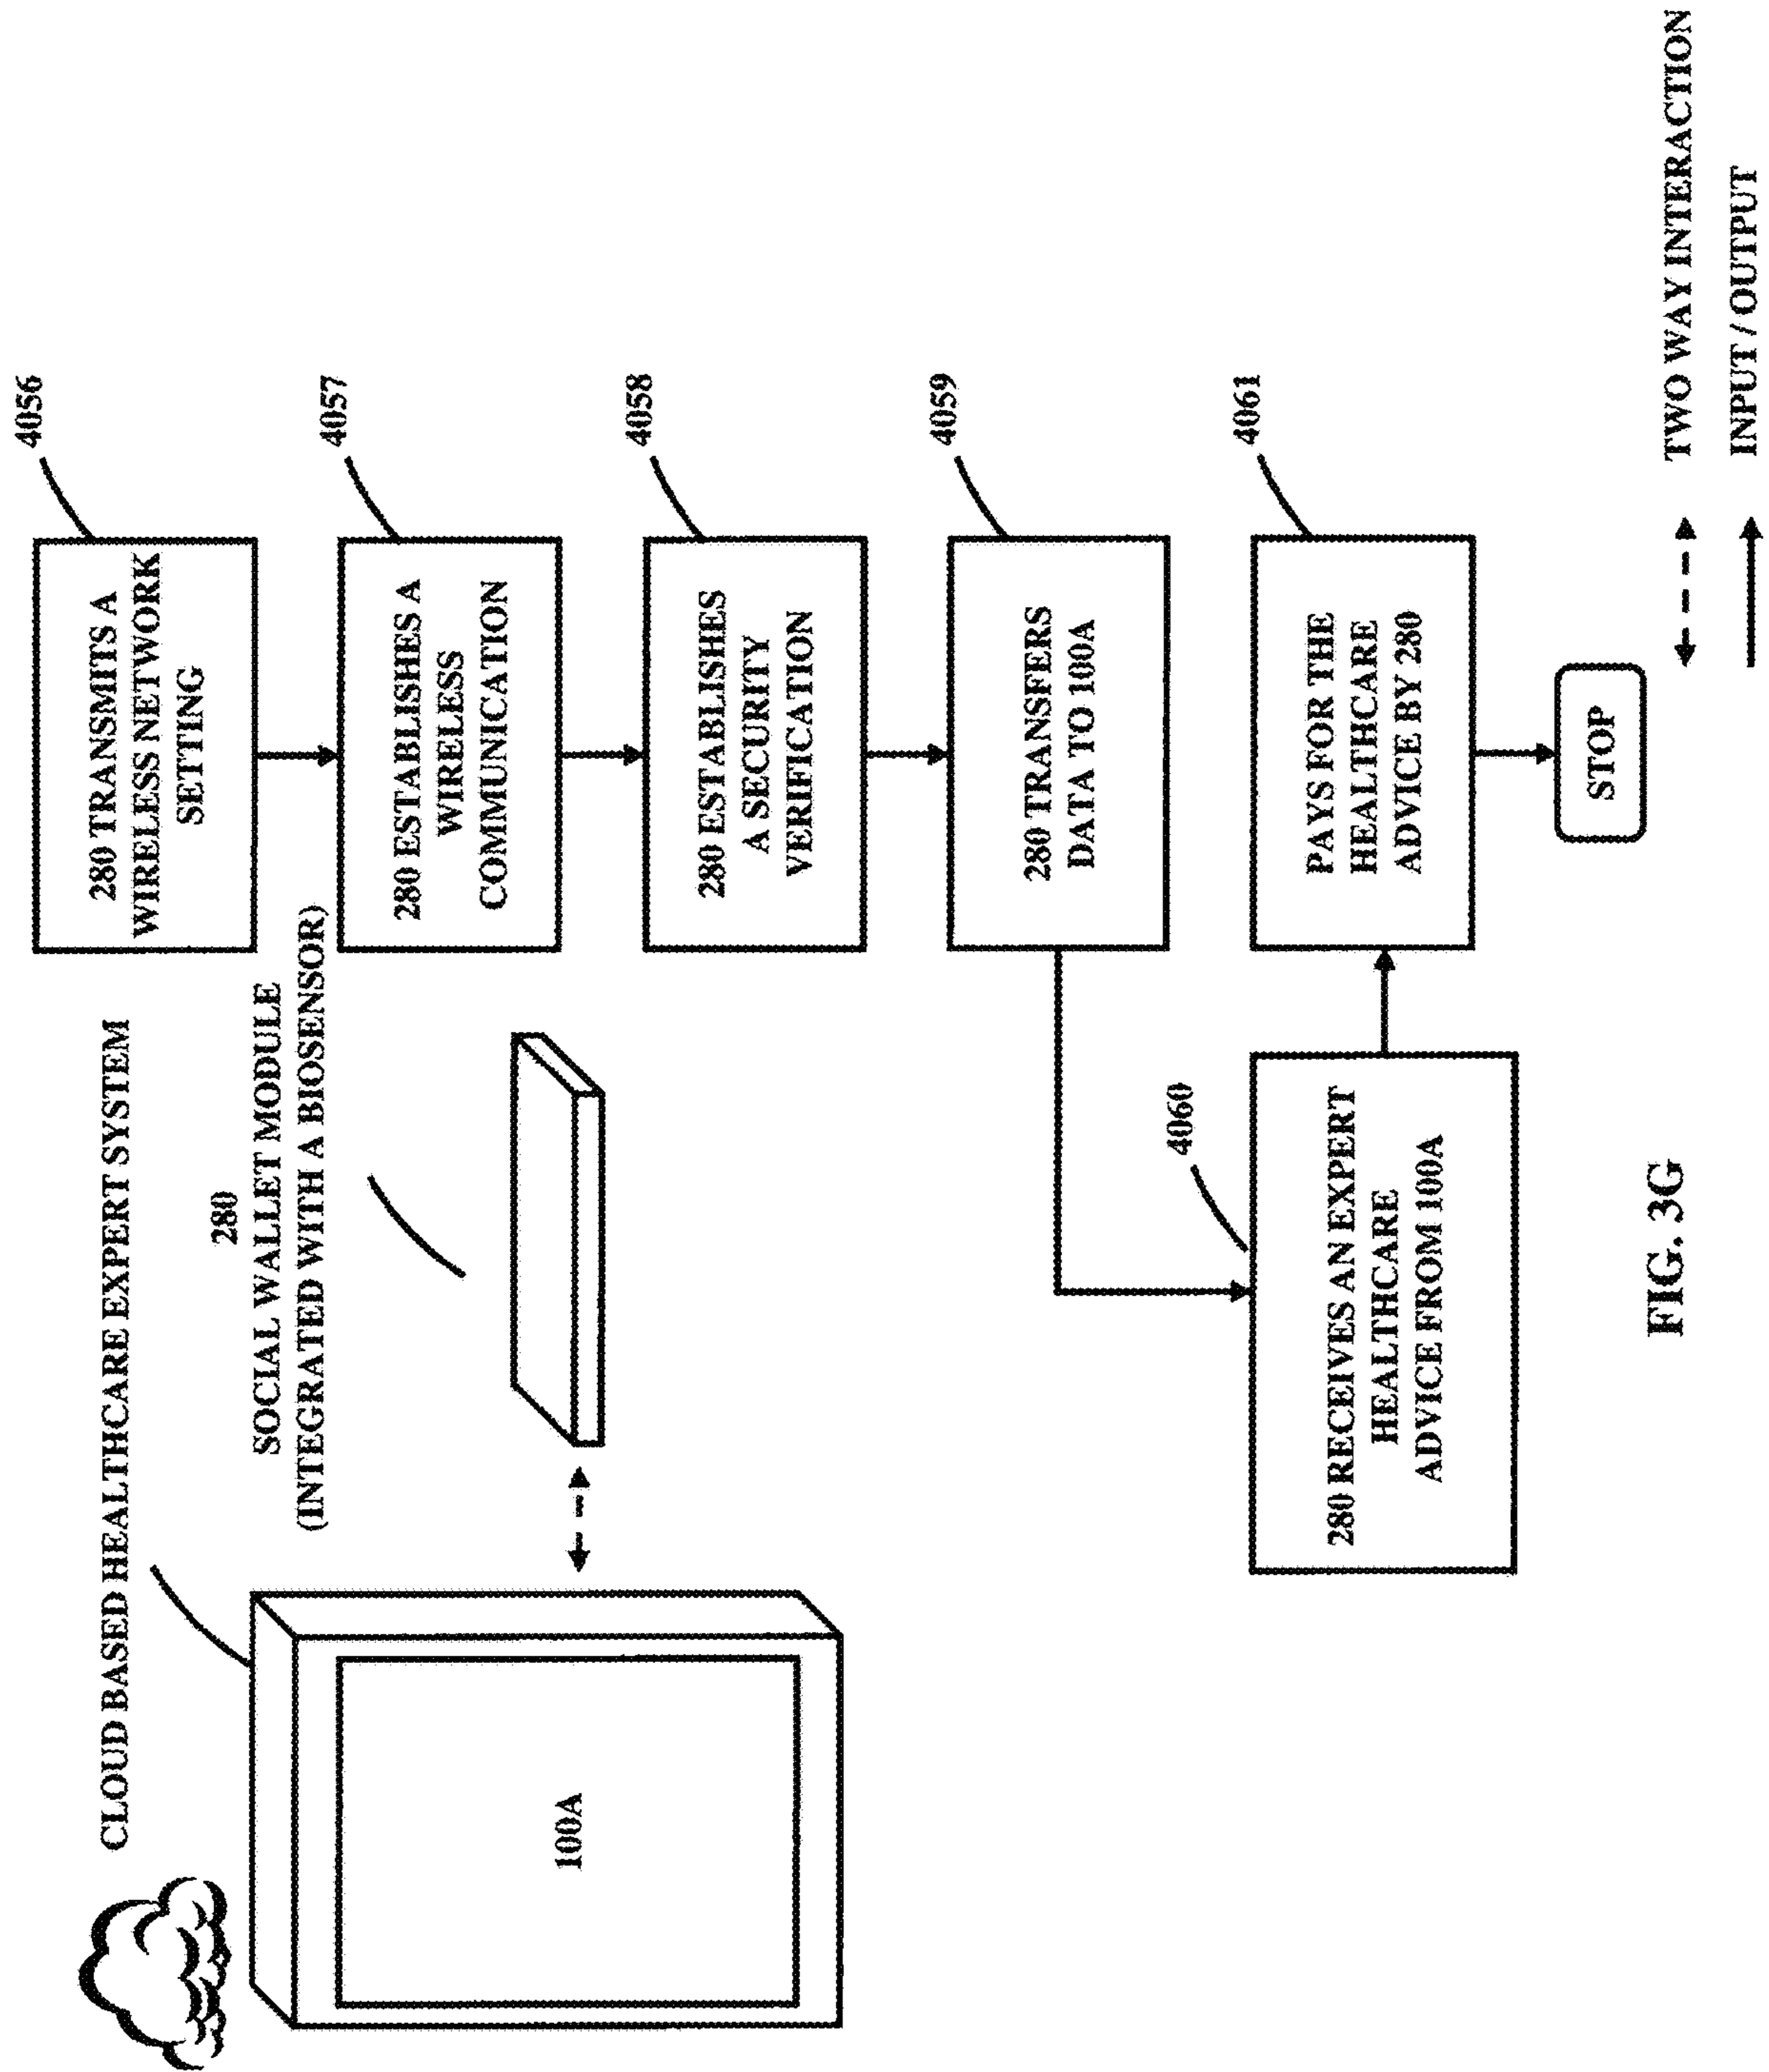 CLOUD BASED HEALTHCARE EXPERT SYSTEM
280
SOCIAL WALLET MODULE
(INTEGRATED WITH A BIOSENSOR)
100A
4056
280 TRANSMITS A
WIRELESS NETWORK
SETTING
4057
280 ESTABLISHES A
WIRELESS
COMMUNICATION
4058
280 ESTABLISHES
A SECURITY
VERIFICATION
4059
280 TRANSFERS
DATA TO 100A
4060
280 RECEIVES AN EXPERT
HEALTHCARE
ADVICE FROM 100A
4061
PAYS FOR THE
HEALTHCARE
ADVICE BY 280
STOP
TWO WAY INTERACTION
INPUT / OUTPUT
FIG. 3G